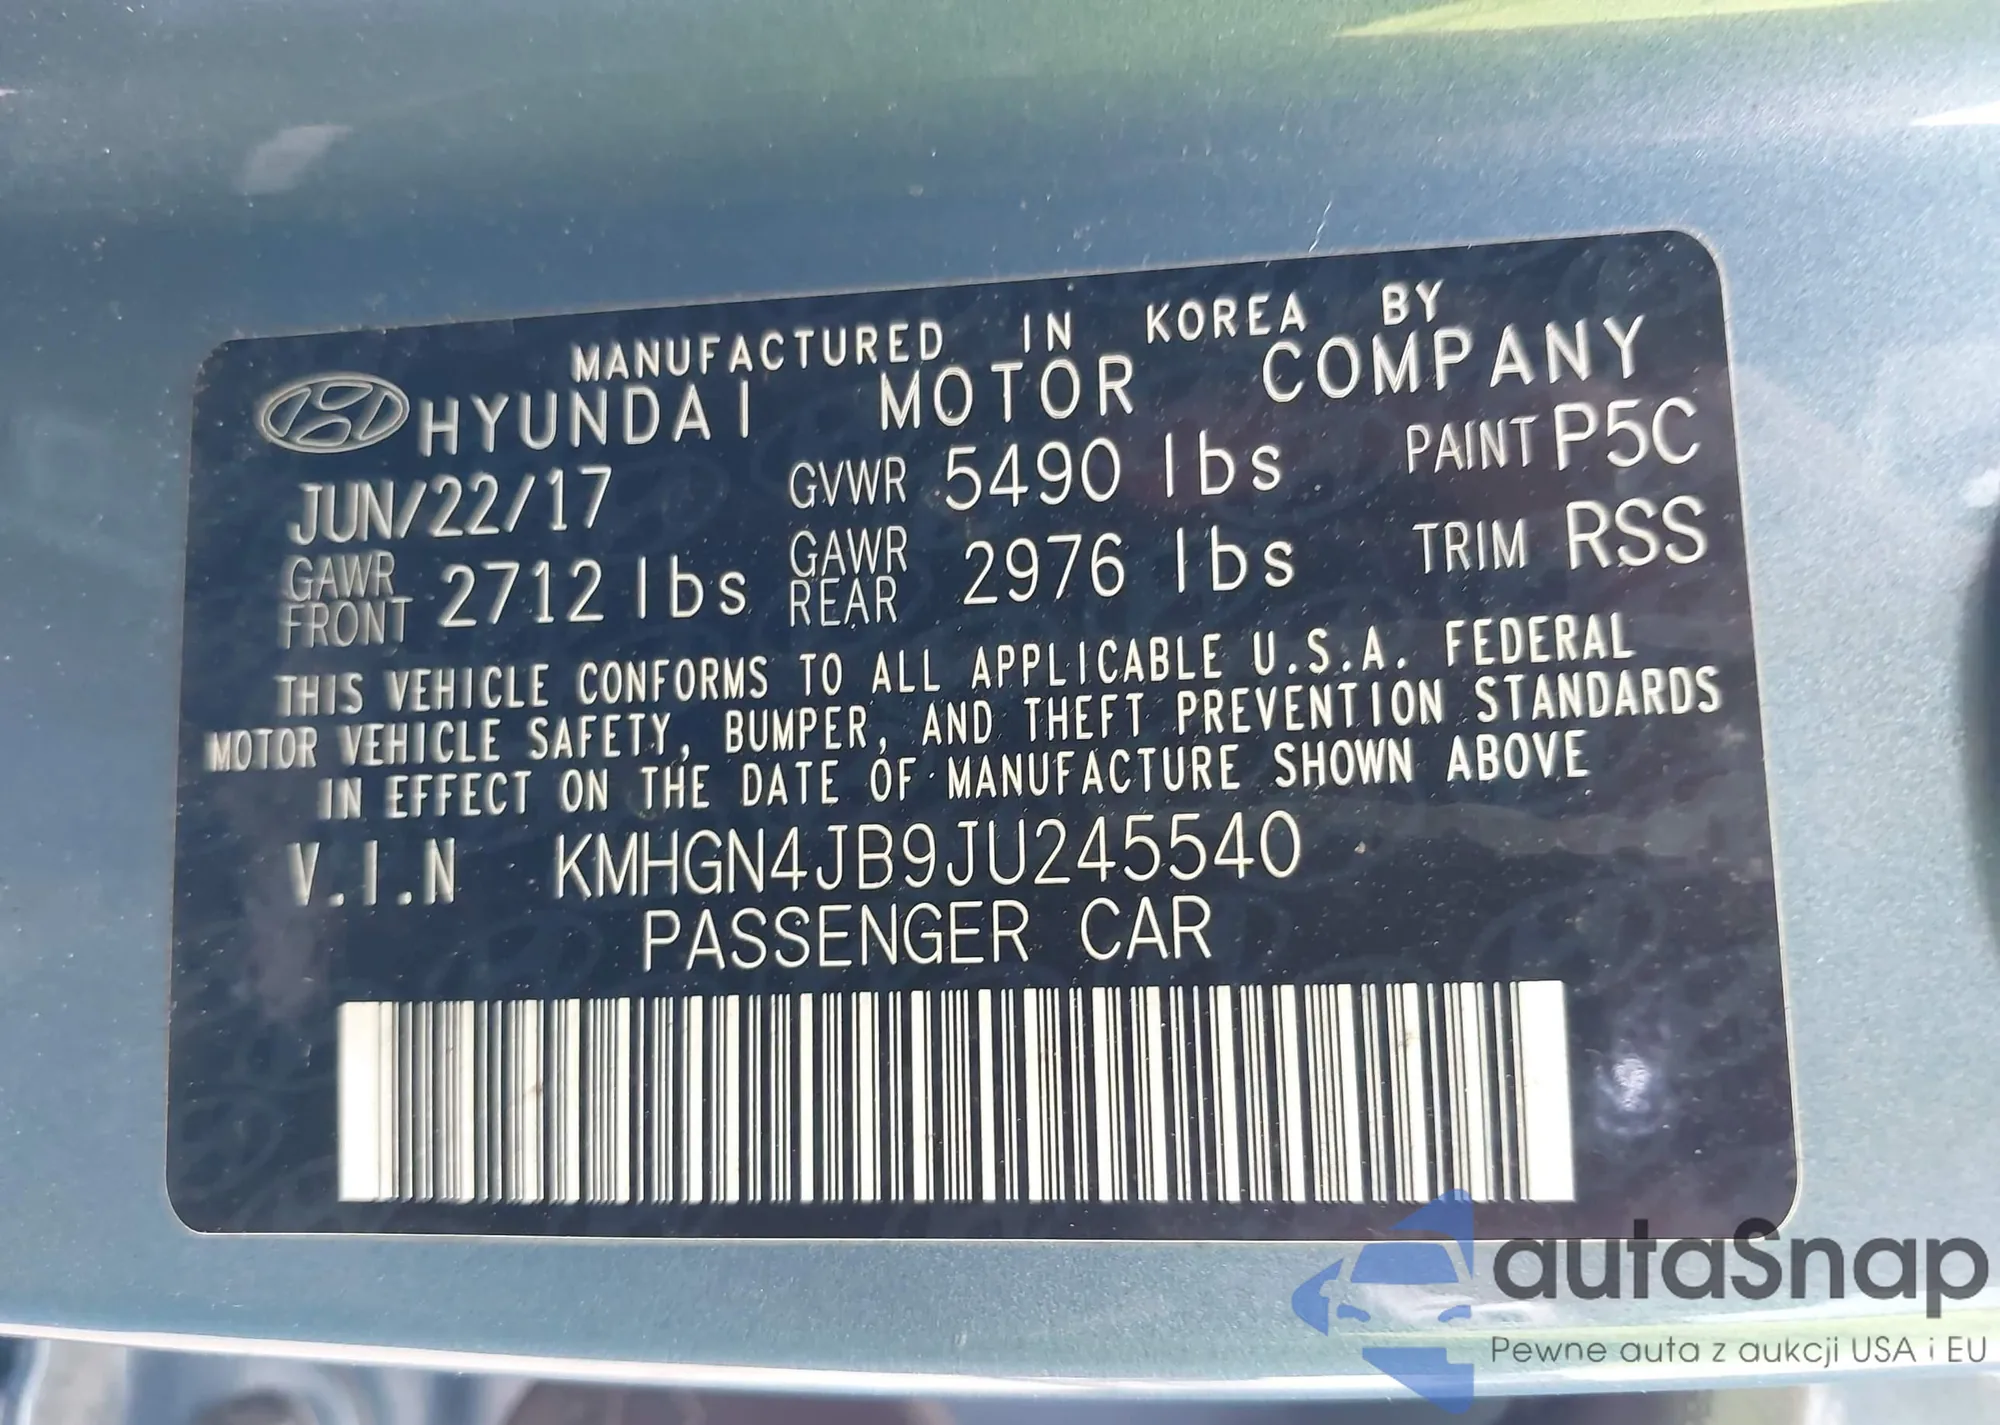 MANUFACTURED IN KOREA BY
HYUNDAI MOTOR COMPANY
JUN/22/17 GVWR 5490 lbs PAINT P5C
GAWR FRONT 2712 lbs GAWR REAR 2976 lbs TRIM RSS
THIS VEHICLE CONFORMS TO ALL APPLICABLE U.S.A. FEDERAL
MOTOR VEHICLE SAFETY, BUMPER, AND THEFT PREVENTION STANDARDS
IN EFFECT ON THE DATE OF MANUFACTURE SHOWN ABOVE
V.I.N KMHGN4JB9JU245540
PASSENGER CAR
autaSnap
Pewne auta z aukcji USA i EU